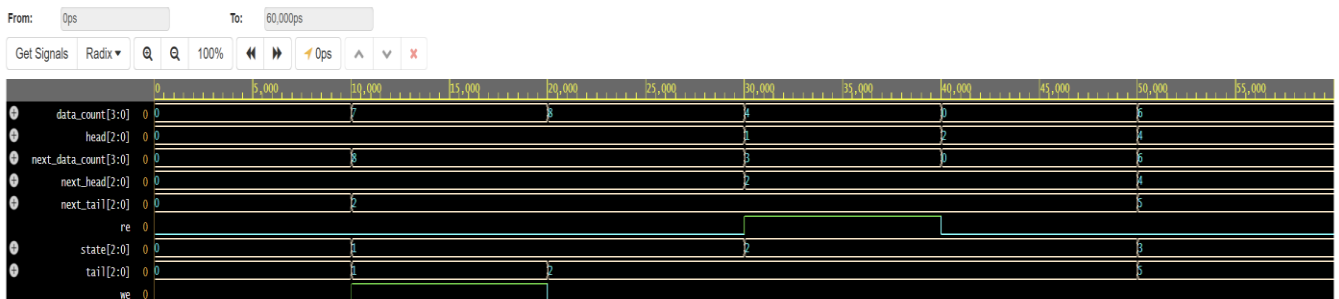 From: 0ps To: 60,000ps
Get Signals Radix 100% 0ps
0 5,000 10,000 15,000 20,000 25,000 30,000 35,000 40,000 45,000 50,000 55,000
data_count[3:0] 0 0 7 8 4 0 6
head[2:0] 0 0 1 2 4
next_data_count[3:0] 0 0 8 3 0 6
next_head[2:0] 0 0 2 4
next_tail[2:0] 0 0 2 5
re 0
state[2:0] 0 0 1 2 3
tail[2:0] 0 0 1 2 5
we 0